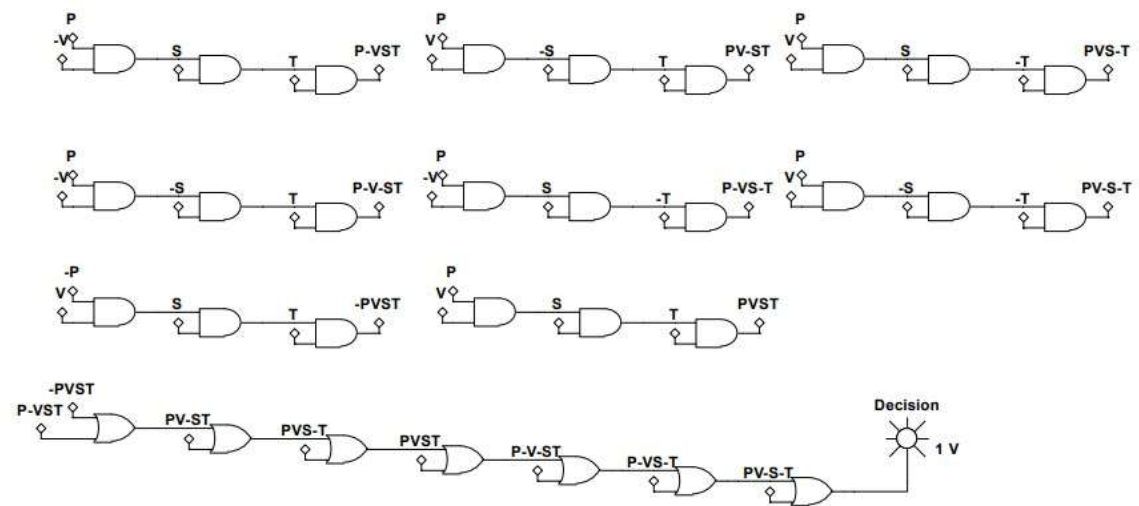 P P P
-V S T P-VST V -S T PV-ST V S -T PVS-T
P P P
-V -S T P-V-ST -V S -T P-VS-T V -S -T PV-S-T
-P P
V S T -PVST V S T PVST
-PVST
P-VST PV-ST PVS-T PVST P-V-ST P-VS-T PV-S-T Decision
1 V